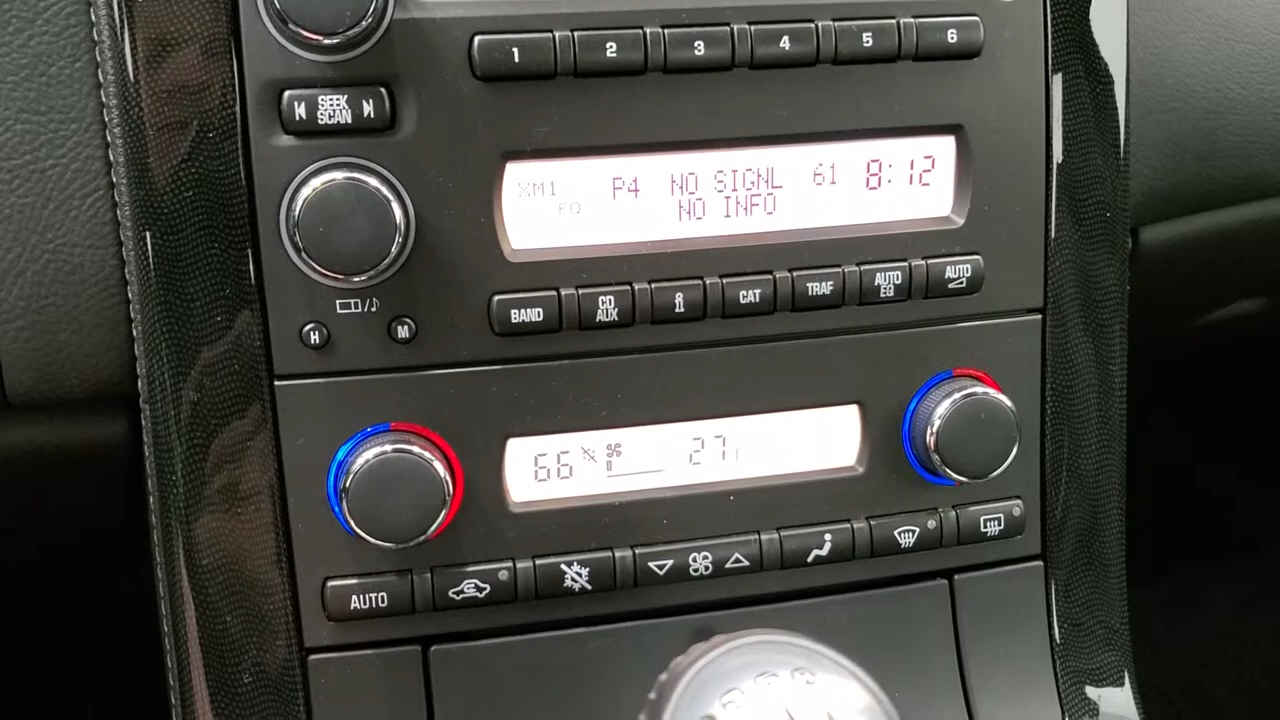 1 2 3 4 5 6
SEEK
SCAN
XM1 P4 NO SIGNL 61 8:12
EQ NO INFO
BAND CD AUX i CAT TRAF AUTO EQ AUTO
H M
66 27
AUTO